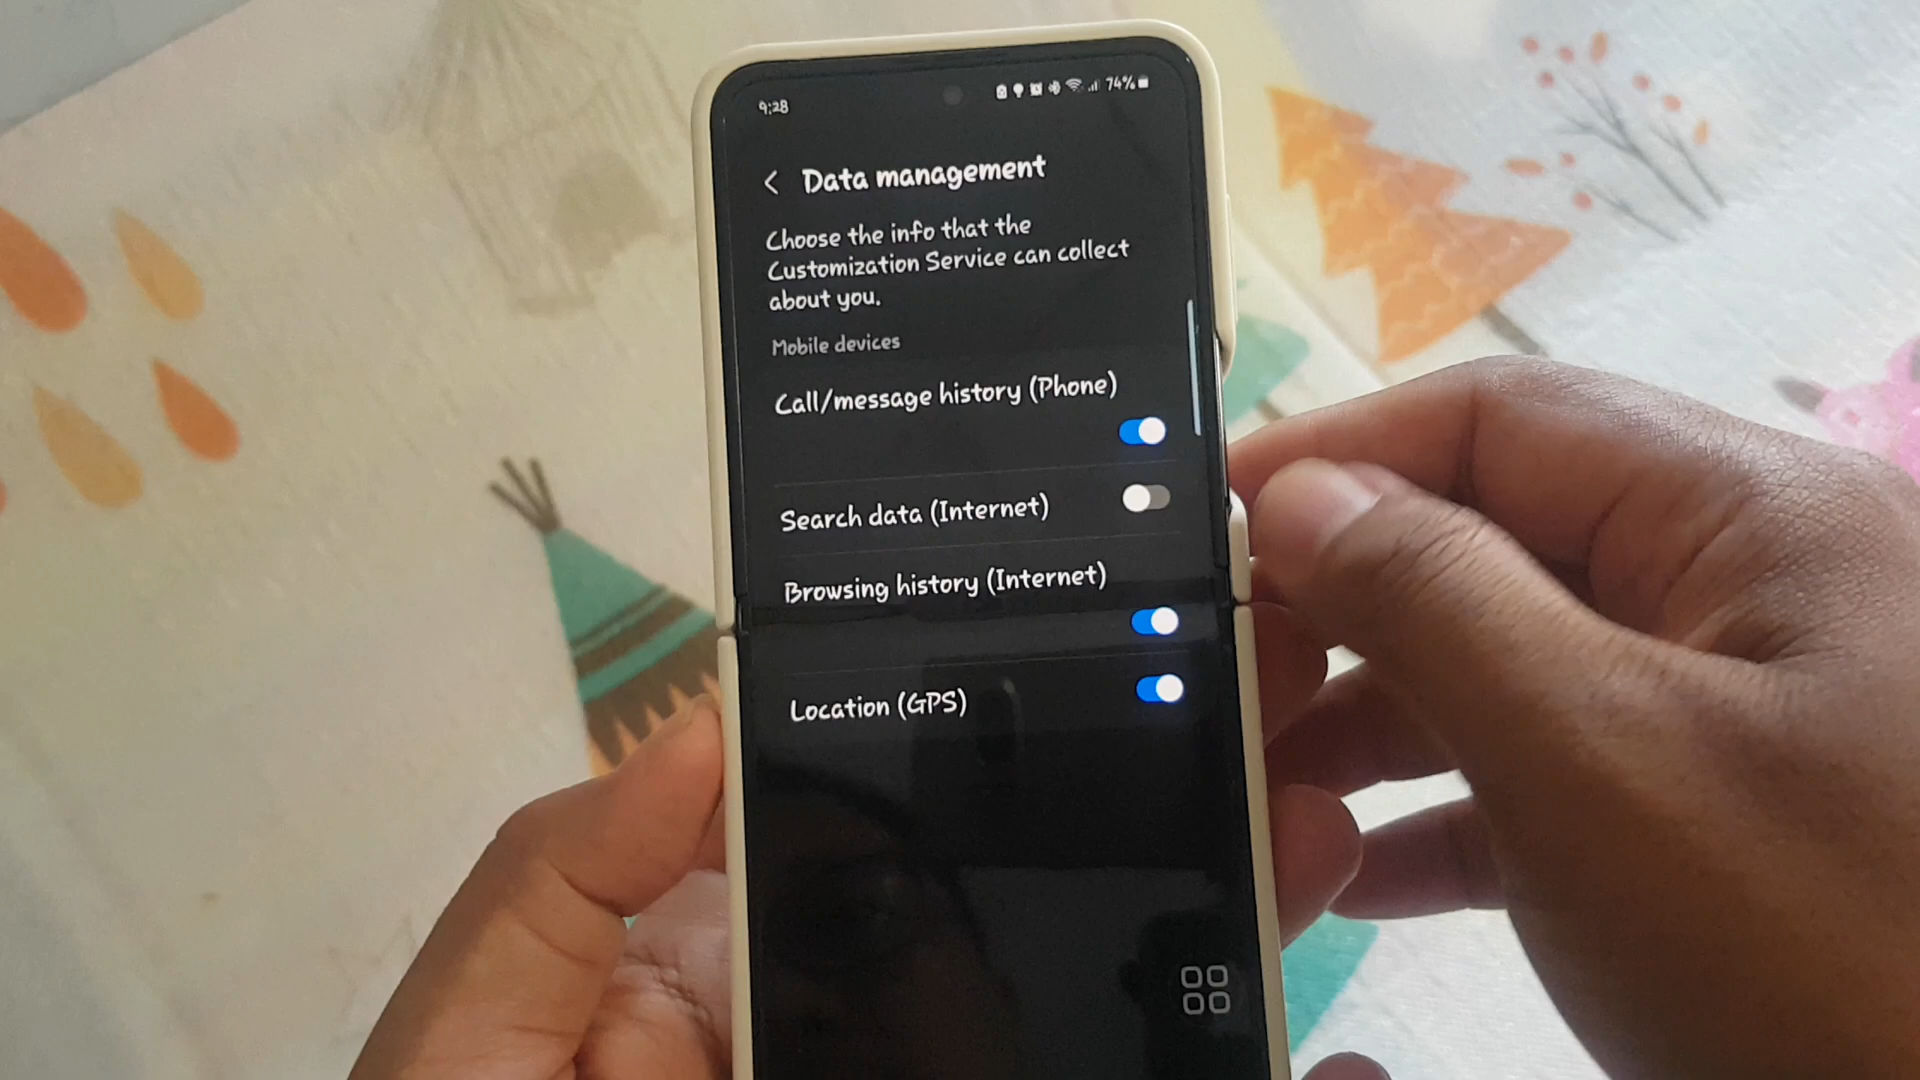 9:28
74%
Data management
Choose the info that the
Customization Service can collect
about you.
Mobile devices
Call/message history (Phone)
Search data (Internet)
Browsing history (Internet)
Location (GPS)